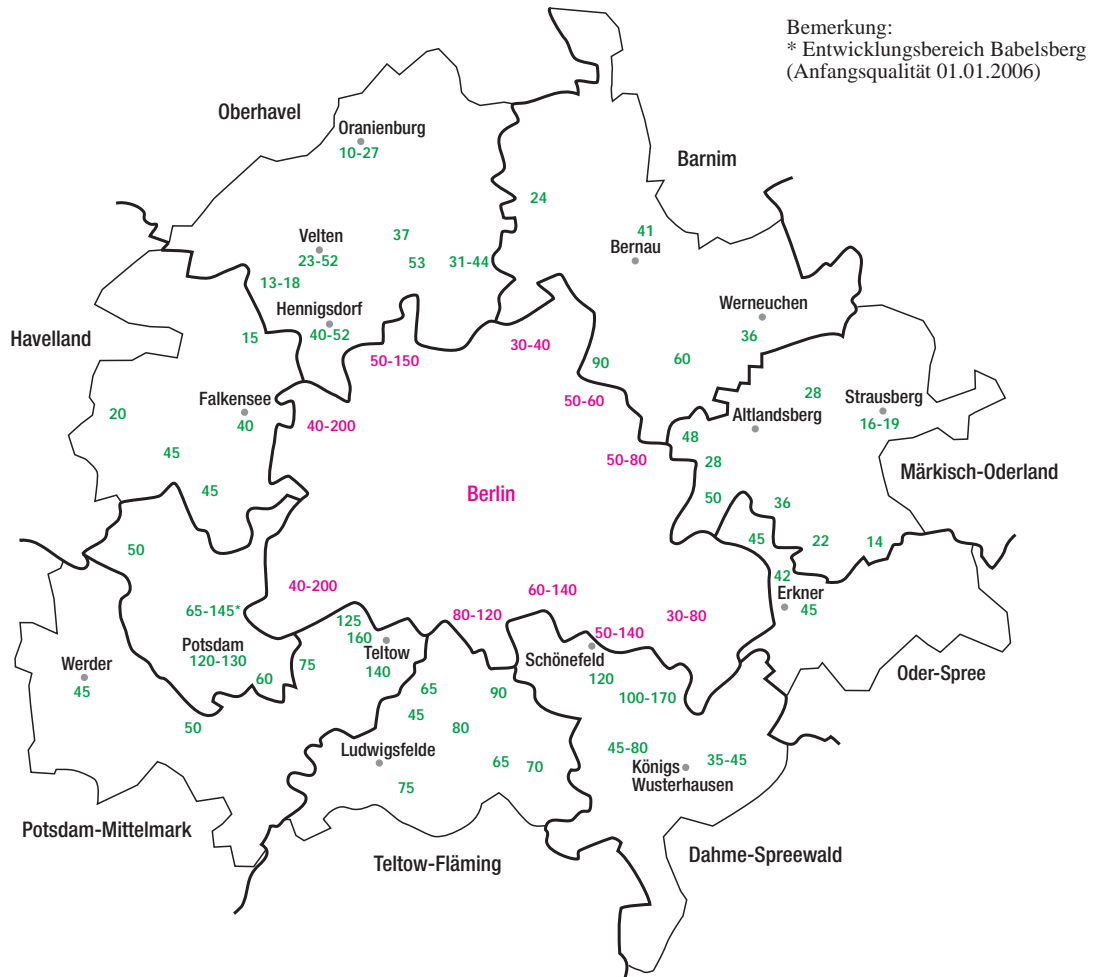 Bemerkung:
* Entwicklungsbereich Babelsberg
(Anfangsqualität 01.01.2006)
Oberhavel
Oranienburg
10-27
Barnim
24
37
41
Velten
23-52
53
31-44
Bernau
13-18
Hennigsdorf
40-52
Werneuchen
36
Havelland
15
50-150
30-40
90
60
Falkensee
40
20
40-200
50-60
28
Strausberg
16-19
Altlandsberg
48
45
50-80
28
Märkisch-Oderland
45
Berlin
50
36
50
45
22
14
42
Erkner
45
40-200
60-140
65-145*
125
80-120
30-80
160
Teltow
50-140
Schönefeld
Potsdam
120-130
75
140
60
120
Oder-Spree
Werder
45
65
90
100-170
50
45
80
Ludwigsfelde
45-80
35-45
65
70
Königs
Wusterhausen
75
Potsdam-Mittelmark
Teltow-Fläming
Dahme-Spreewald